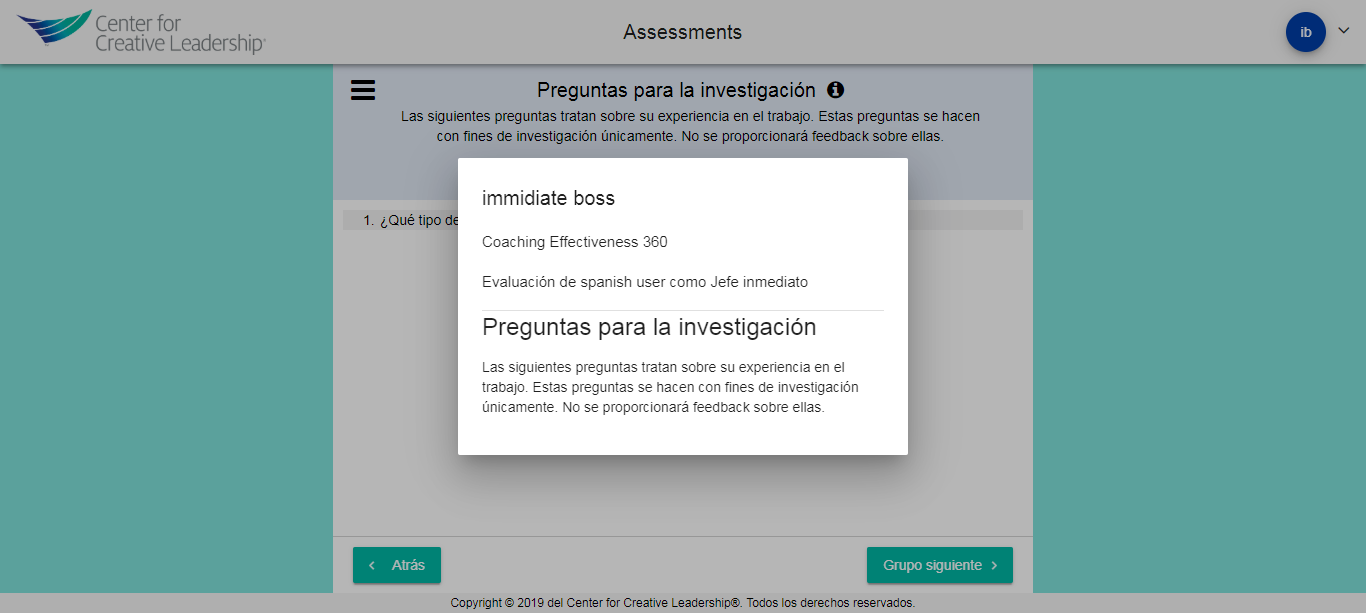 Center for
Creative Leadership®
Assessments
ib
Preguntas para la investigación
Las siguientes preguntas tratan sobre su experiencia en el trabajo. Estas preguntas se hacen
con fines de investigación únicamente. No se proporcionará feedback sobre ellas.
1. ¿Qué tipo de
immidiate boss
Coaching Effectiveness 360
Evaluación de spanish user como Jefe inmediato
Preguntas para la investigación
Las siguientes preguntas tratan sobre su experiencia en el
trabajo. Estas preguntas se hacen con fines de investigación
únicamente. No se proporcionará feedback sobre ellas.
Atrás
Grupo siguiente
Copyright © 2019 del Center for Creative Leadership®. Todos los derechos reservados.